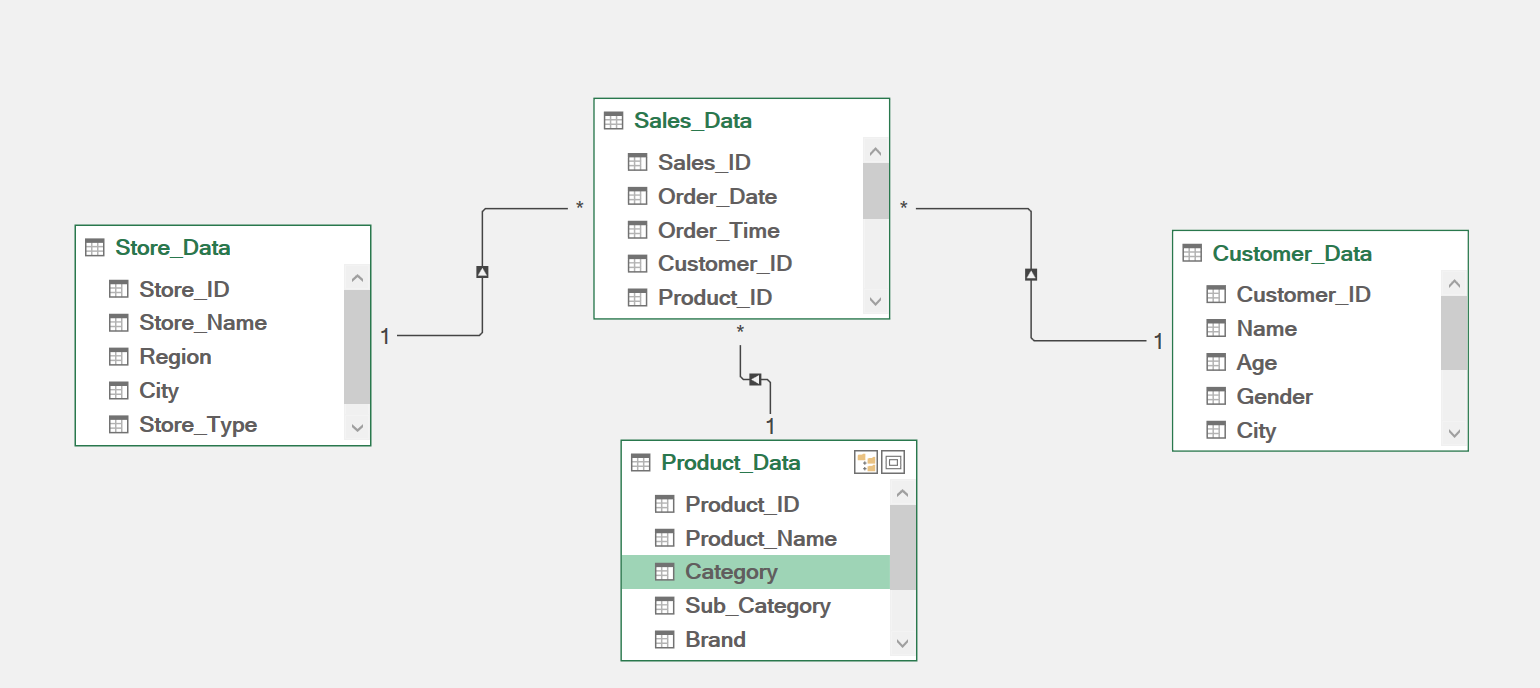 Sales_Data
Sales_ID
Order_Date
Order_Time
Customer_ID
Product_ID
*
*
*
Store_Data
Store_ID
Store_Name
Region
City
Store_Type
1
Customer_Data
Customer_ID
Name
Age
Gender
City
1
1
Product_Data
Product_ID
Product_Name
Category
Sub_Category
Brand